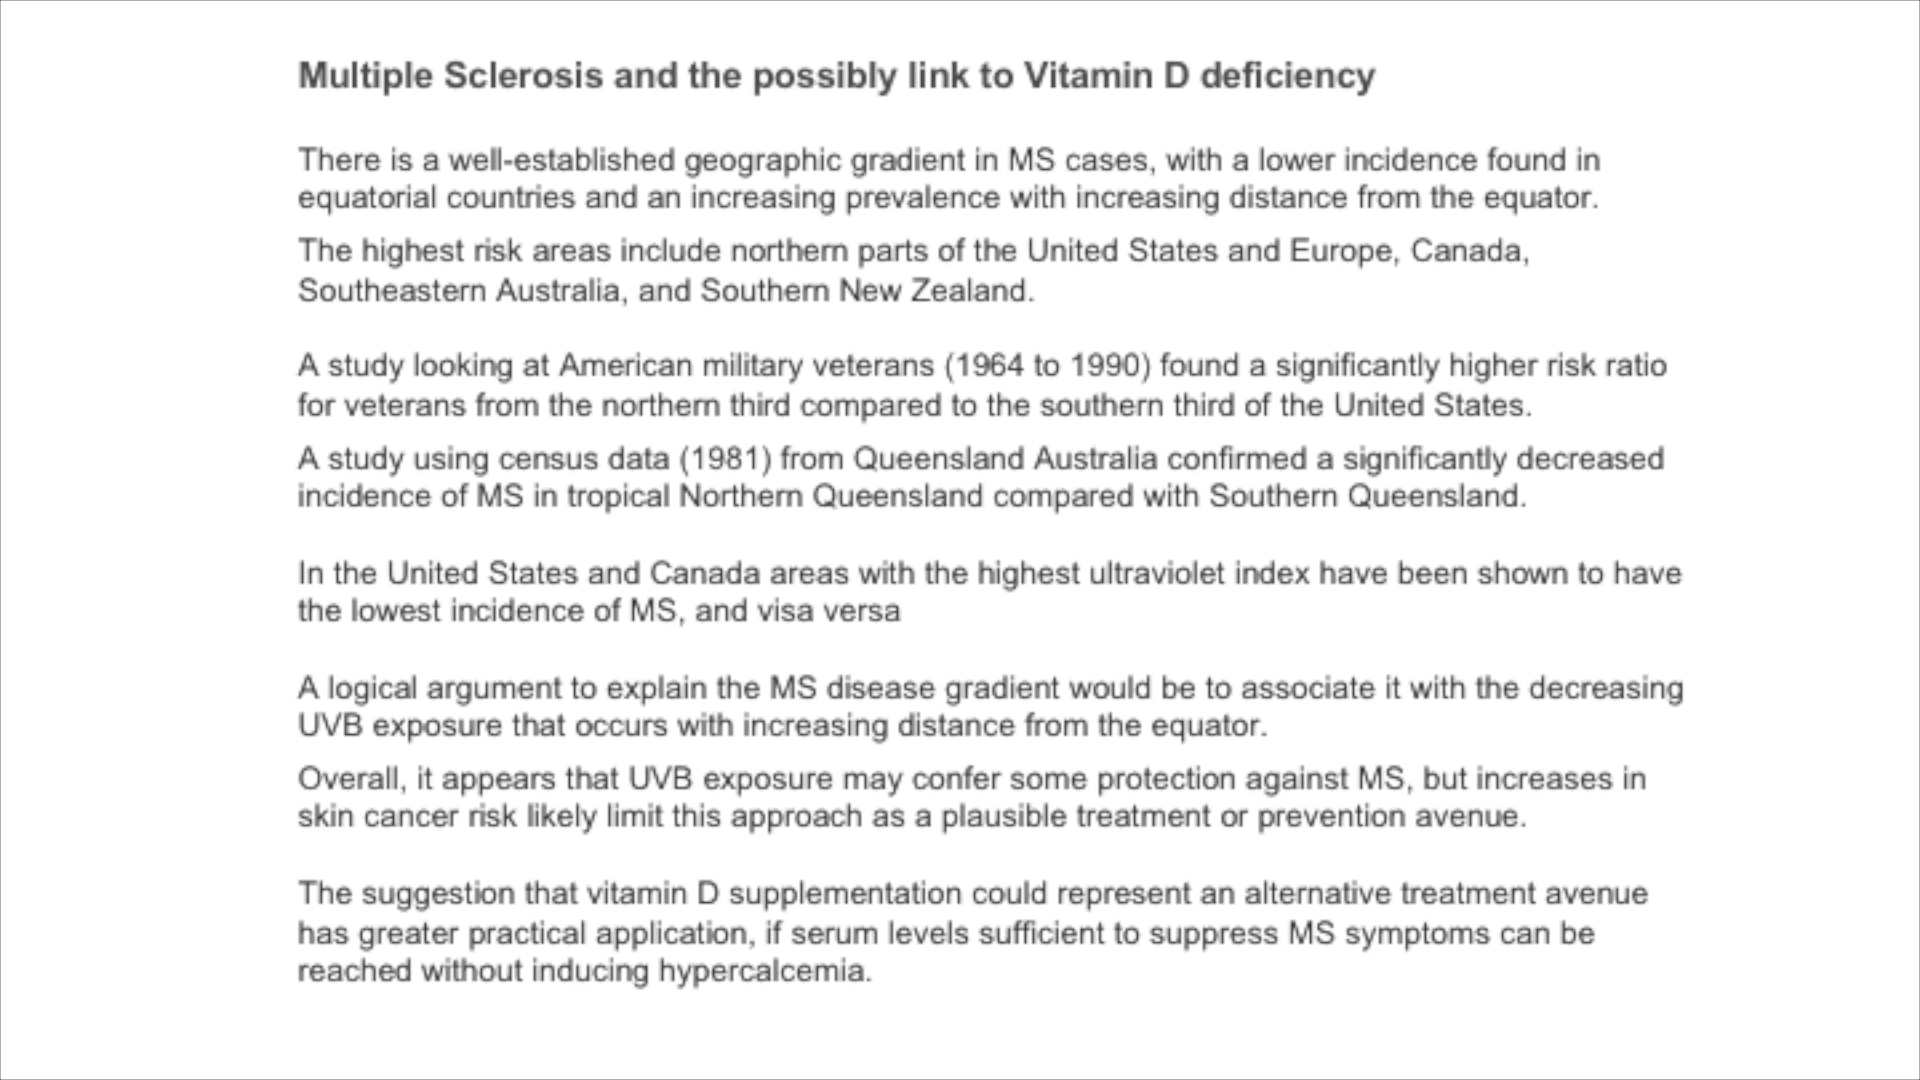 Multiple Sclerosis and the possibly link to Vitamin D deficiency
There is a well-established geographic gradient in MS cases, with a lower incidence found in
equatorial countries and an increasing prevalence with increasing distance from the equator.
The highest risk areas include northern parts of the United States and Europe, Canada,
Southeastern Australia, and Southern New Zealand.
A study looking at American military veterans (1964 to 1990) found a significantly higher risk ratio
for veterans from the northern third compared to the southern third of the United States.
A study using census data (1981) from Queensland Australia confirmed a significantly decreased
incidence of MS in tropical Northern Queensland compared with Southern Queensland.
In the United States and Canada areas with the highest ultraviolet index have been shown to have
the lowest incidence of MS, and visa versa
A logical argument to explain the MS disease gradient would be to associate it with the decreasing
UVB exposure that occurs with increasing distance from the equator.
Overall, it appears that UVB exposure may confer some protection against MS, but increases in
skin cancer risk likely limit this approach as a plausible treatment or prevention avenue.
The suggestion that vitamin D supplementation could represent an alternative treatment avenue
has greater practical application, if serum levels sufficient to suppress MS symptoms can be
reached without inducing hypercalcemia.